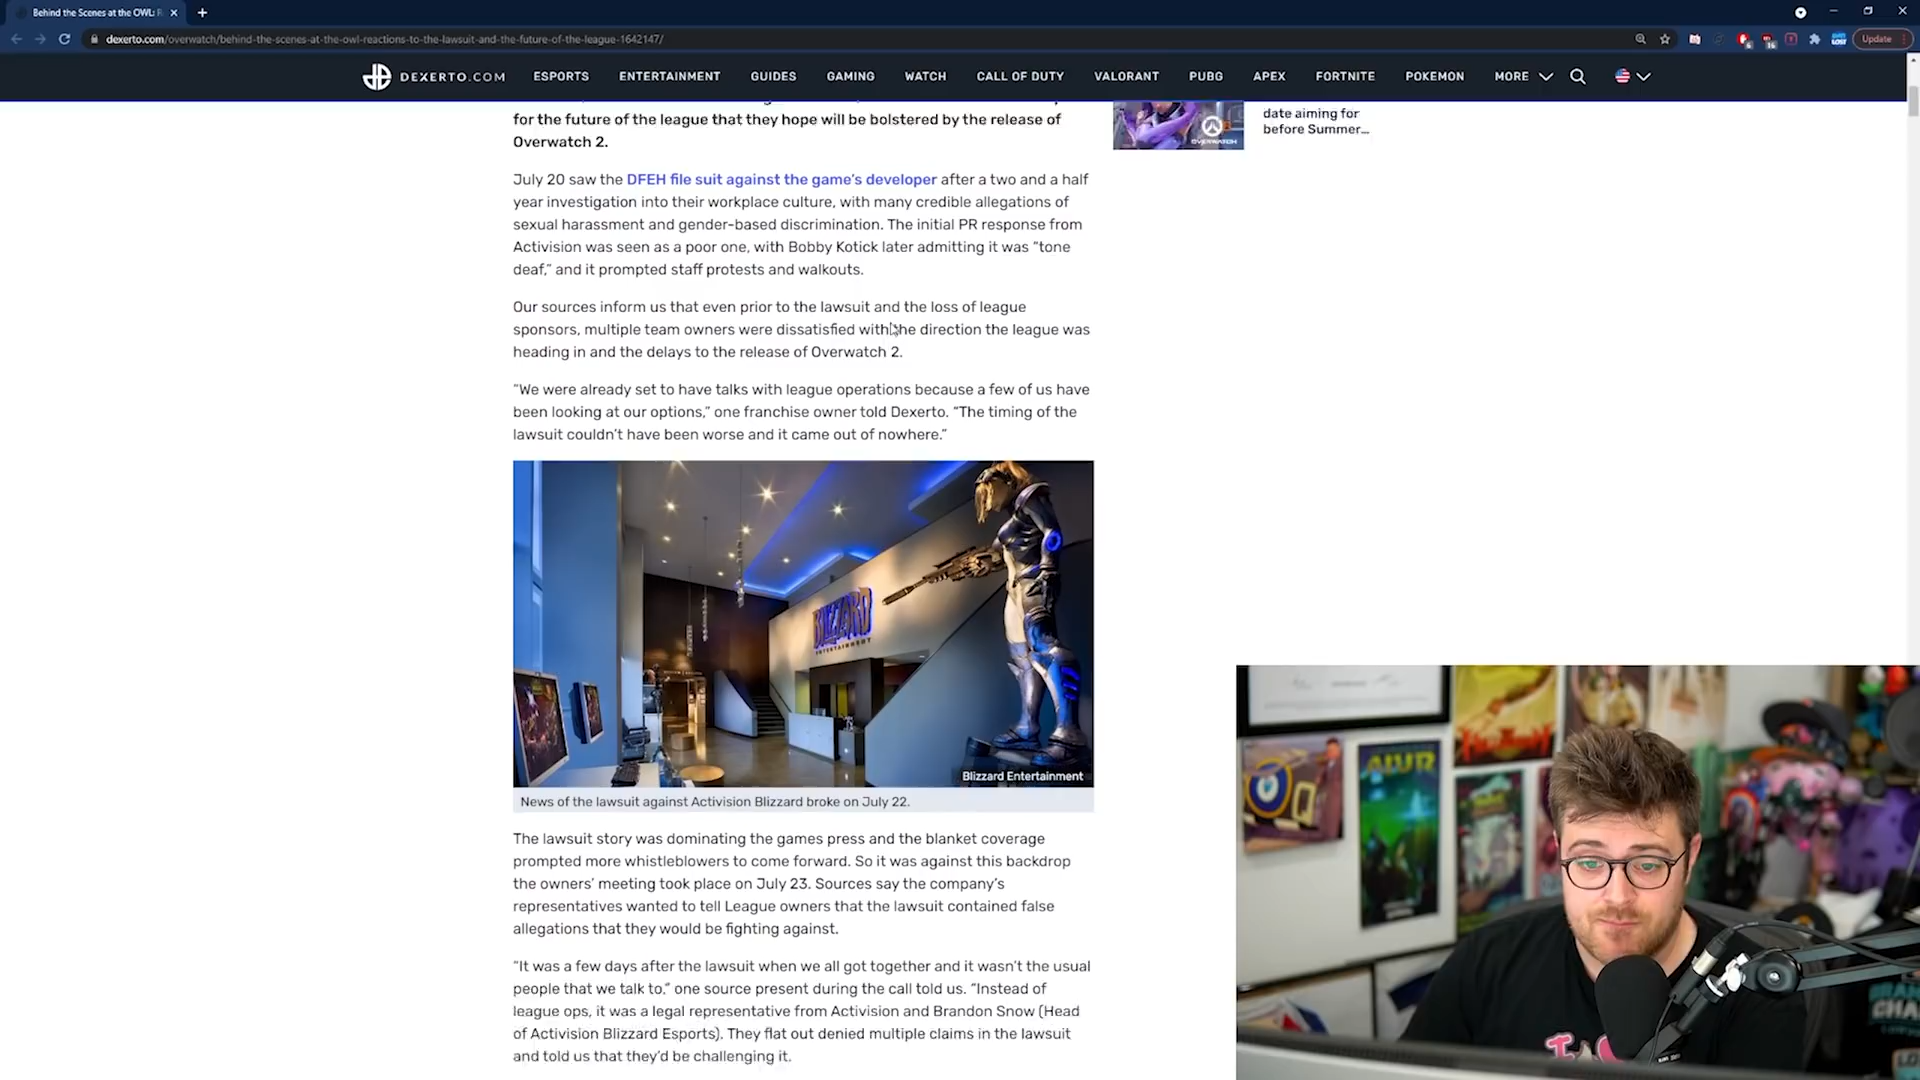 Behind the Scenes at the OWL: R
dexerto.com/overwatch/behind-the-scenes-at-the-owl-reactions-to-the-lawsuit-and-the-future-of-the-league-1642147/
Update
DEXERTO.COM ESPORTS ENTERTAINMENT GUIDES GAMING WATCH CALL OF DUTY VALORANT PUBG APEX FORTNITE POKEMON MORE
for the future of the league that they hope will be bolstered by the release of
Overwatch 2.
OVERWATCH
date aiming for
before Summer...
July 20 saw the DFEH file suit against the game's developer after a two and a half
year investigation into their workplace culture, with many credible allegations of
sexual harassment and gender-based discrimination. The initial PR response from
Activision was seen as a poor one, with Bobby Kotick later admitting it was “tone
deaf,” and it prompted staff protests and walkouts.
Our sources inform us that even prior to the lawsuit and the loss of league
sponsors, multiple team owners were dissatisfied with the direction the league was
heading in and the delays to the release of Overwatch 2.
“We were already set to have talks with league operations because a few of us have
been looking at our options,” one franchise owner told Dexerto. “The timing of the
lawsuit couldn't have been worse and it came out of nowhere.”
BLIZZARD
ENTERTAINMENT
Blizzard Entertainment
News of the lawsuit against Activision Blizzard broke on July 22.
The lawsuit story was dominating the games press and the blanket coverage
prompted more whistleblowers to come forward. So it was against this backdrop
the owners' meeting took place on July 23. Sources say the company's
representatives wanted to tell League owners that the lawsuit contained false
allegations that they would be fighting against.
“It was a few days after the lawsuit when we all got together and it wasn't the usual
people that we talk to,” one source present during the call told us. “Instead of
league ops, it was a legal representative from Activision and Brandon Snow (Head
of Activision Blizzard Esports). They flat out denied multiple claims in the lawsuit
and told us that they'd be challenging it.